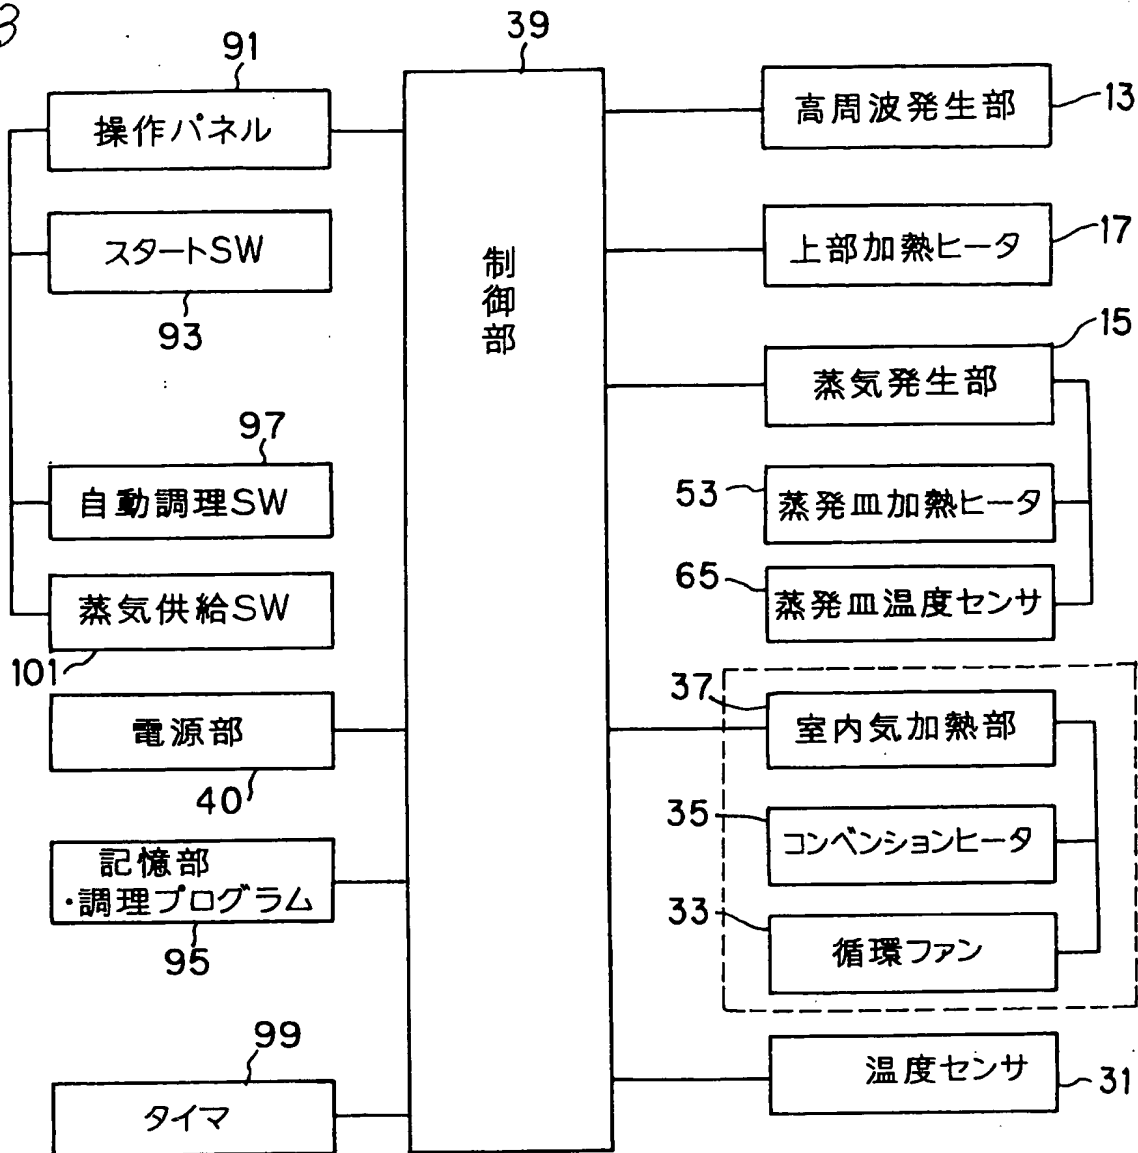 3
39
91
操作パネル
スタートSW
93
97
自動調理SW
蒸気供給SW
101
電源部
40
記憶部
・調理プログラム
95
99
タイマ
制御部
高周波発生部
13
上部加熱ヒータ
17
15
蒸気発生部
53
蒸発皿加熱ヒータ
65
蒸発皿温度センサ
37
室内気加熱部
35
コンベンションヒータ
33
循環ファン
温度センサ
31